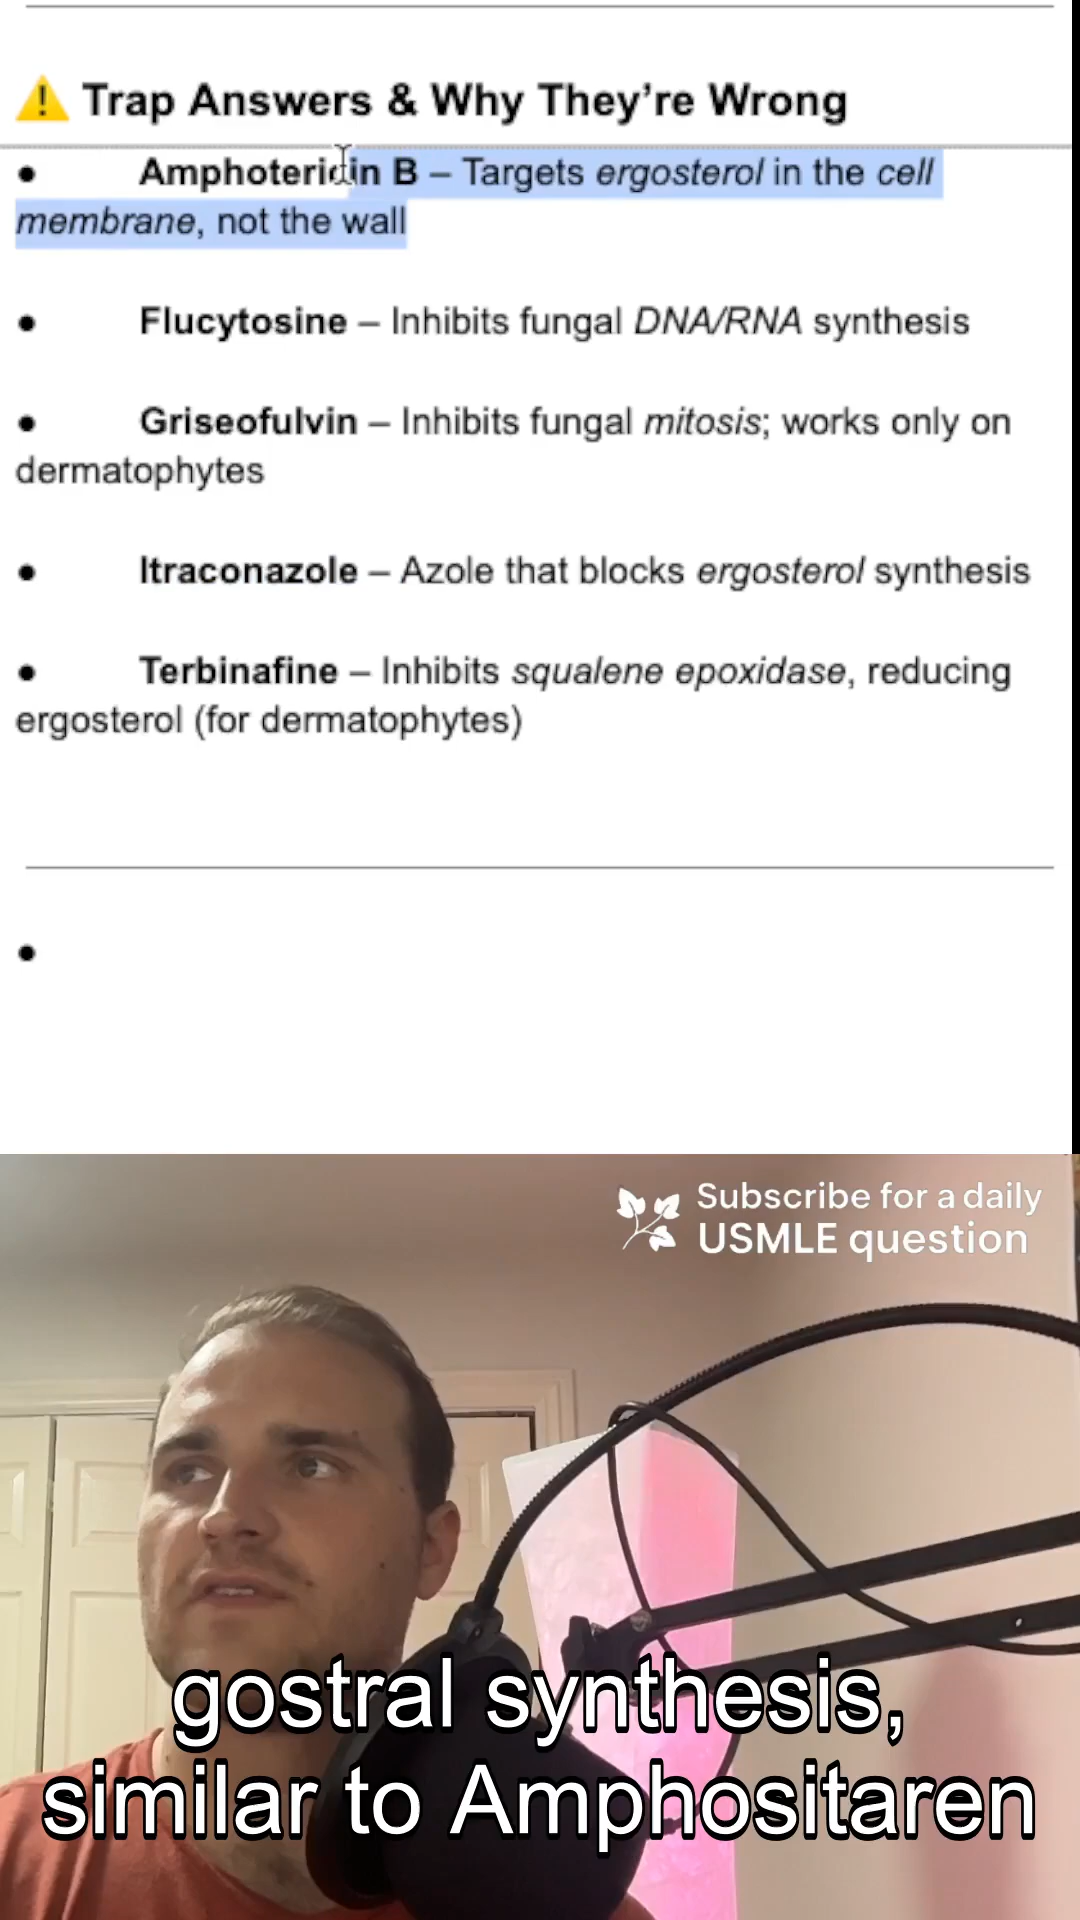 ⚠️ Trap Answers & Why They’re Wrong
● Amphotericin B – Targets ergosterol in the cell
membrane, not the wall
● Flucytosine – Inhibits fungal DNA/RNA synthesis
● Griseofulvin – Inhibits fungal mitosis; works only on
dermatophytes
● Itraconazole – Azole that blocks ergosterol synthesis
● Terbinafine – Inhibits squalene epoxidase, reducing
ergosterol (for dermatophytes)
●
Subscribe for a daily
USMLE question
gostral synthesis,
similar to Amphositaren